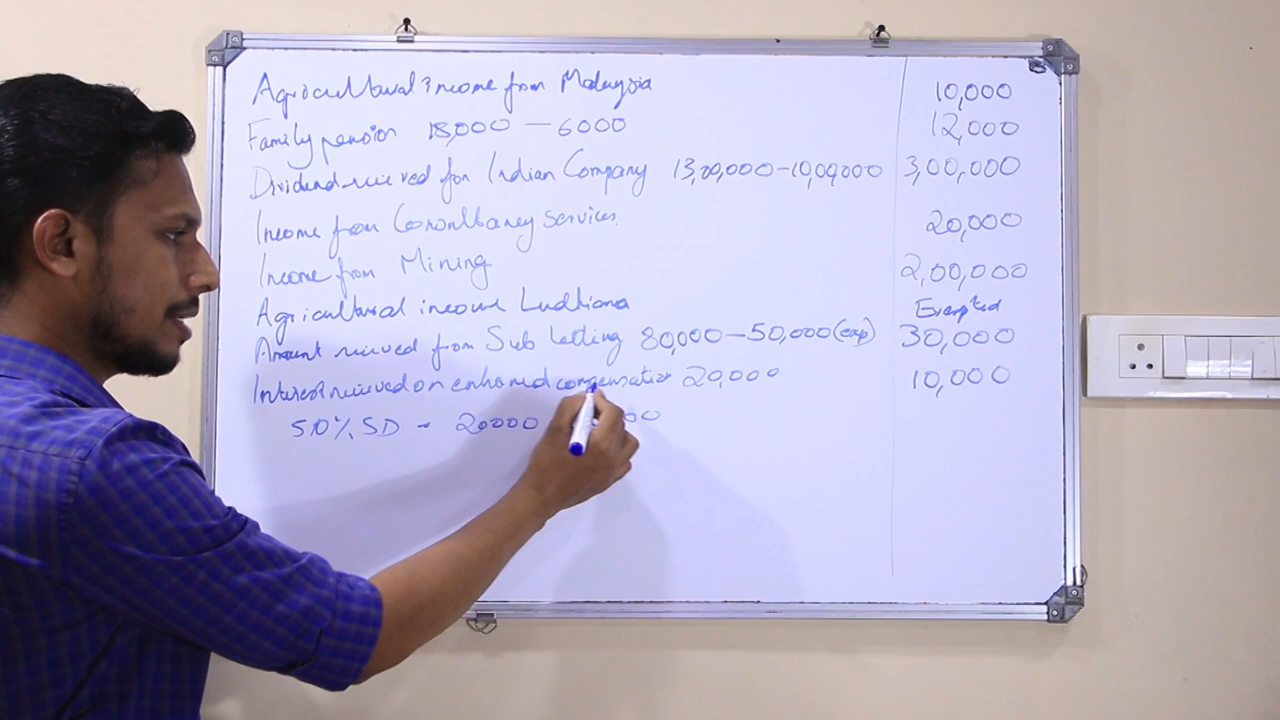 Agricultural income from Malaysia 10,000
Family pension 18,000 — 6000 12,000
Dividend received for Indian Company 13,00,000-10,00,000 3,00,000
Income from Consultancy services. 20,000
Income from Mining 2,00,000
Agricultural income Ludhiana Exempted
Amount recieved from Sub letting 80,000-50,000(exp) 30,000
Interest recieved on enhanced compensation 20,000 10,000
50% SD - 20000